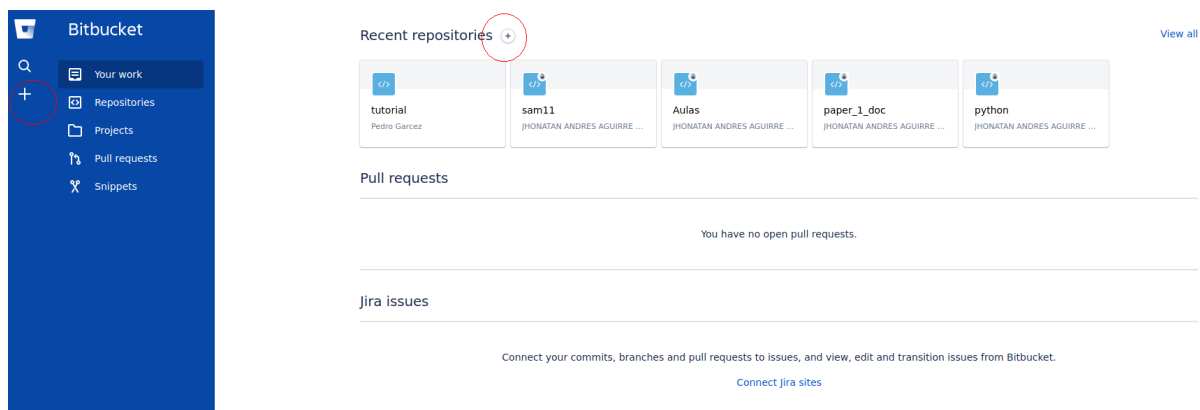 Bitbucket
Your work
Repositories
Projects
Pull requests
Snippets
Recent repositories
View all
tutorial
Pedro Garcez
sam11
JHONATAN ANDRES AGUIRRE ...
Aulas
JHONATAN ANDRES AGUIRRE ...
paper_1_doc
JHONATAN ANDRES AGUIRRE ...
python
JHONATAN ANDRES AGUIRRE ...
Pull requests
You have no open pull requests.
Jira issues
Connect your commits, branches and pull requests to issues, and view, edit and transition issues from Bitbucket.
Connect Jira sites